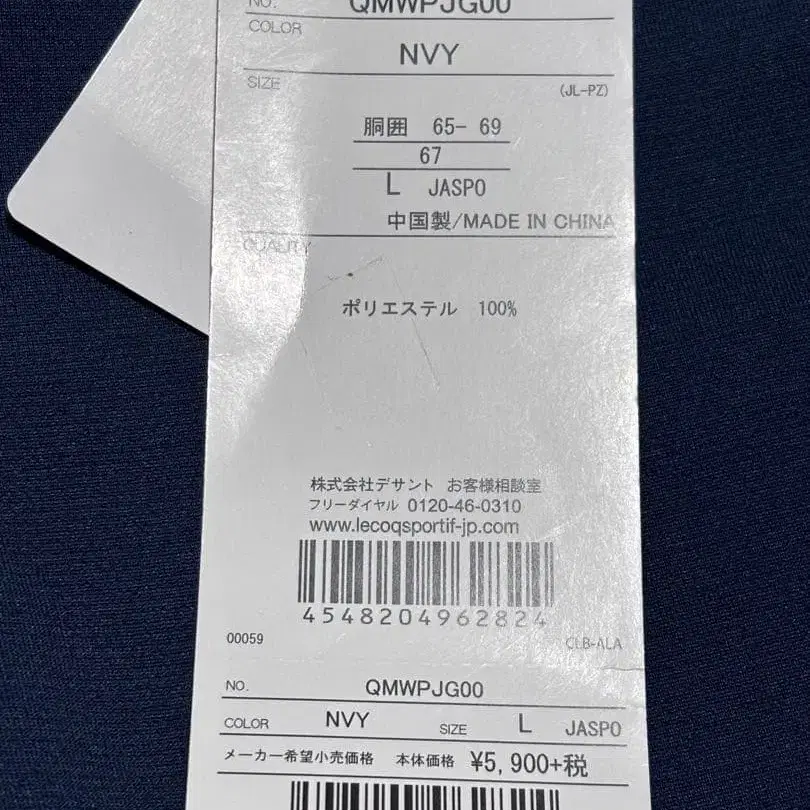 NO. QMWPJG00
COLOR
NVY
SIZE (JL-PZ)
胴囲 65- 69
67
L JASPO
中国製/MADE IN CHINA
QUALITY
ポリエステル 100%
株式会社デサント お客様相談室
フリーダイヤル 0120-46-0310
www.lecoqsportif-jp.com
4548204962824
00059 CLB-ALA
NO. QMWPJG00
COLOR NVY SIZE L JASPO
メーカー希望小売価格 本体価格 ¥5,900+税